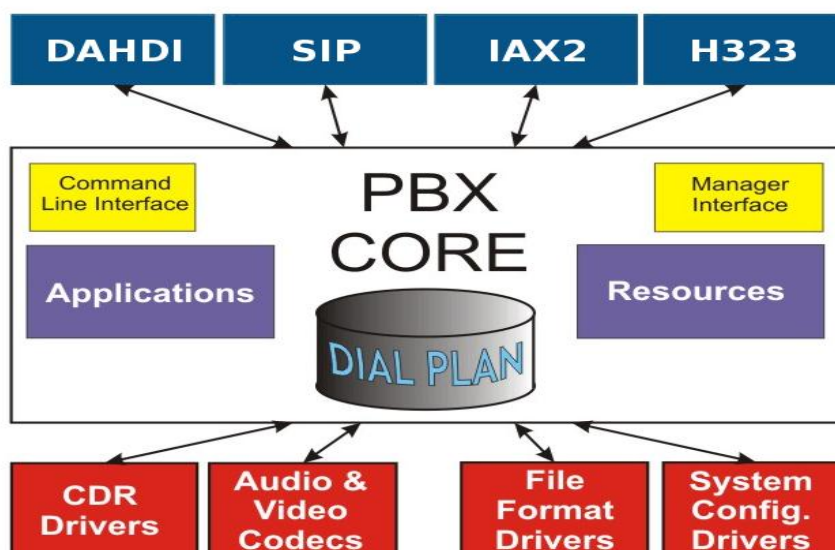 DAHDI
SIP
IAX2
H323
Command
Line Interface
PBX
CORE
Manager
Interface
Applications
Resources
DIAL PLAN
CDR
Drivers
Audio &
Video
Codecs
File
Format
Drivers
System
Config.
Drivers